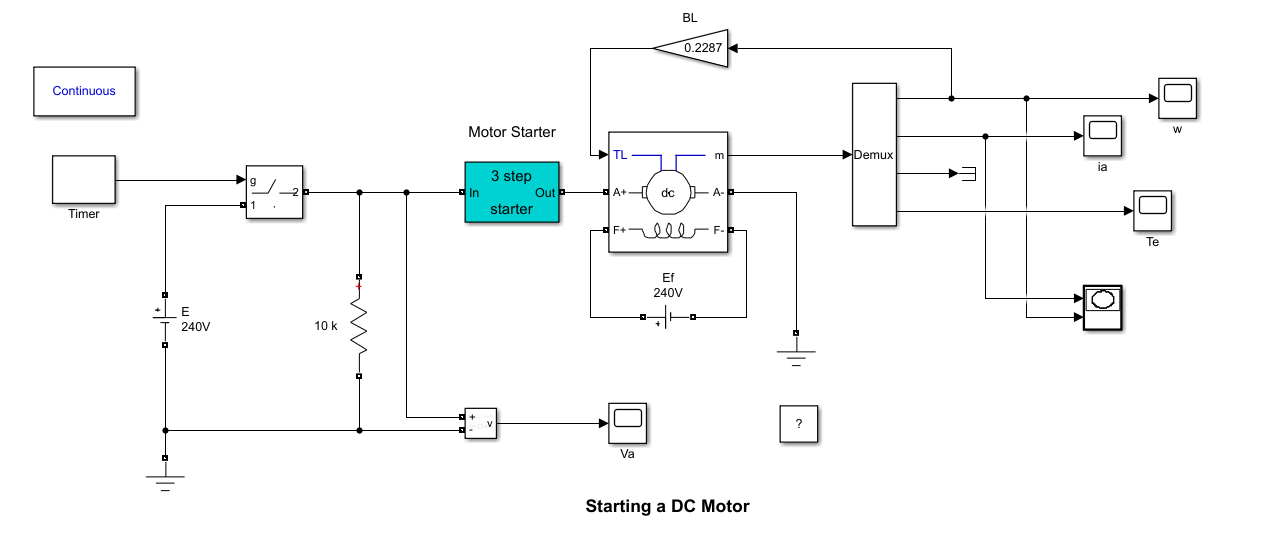 BL
0.2287
Continuous
w
ia
Motor Starter
Timer
g
1
2
3 step
In
Out
starter
TL
m
dc
A+
A-
F+
F-
Demux
Te
Ef
240V
+
+
E
240V
+
10 k
+
-
v
Va
?
Starting a DC Motor